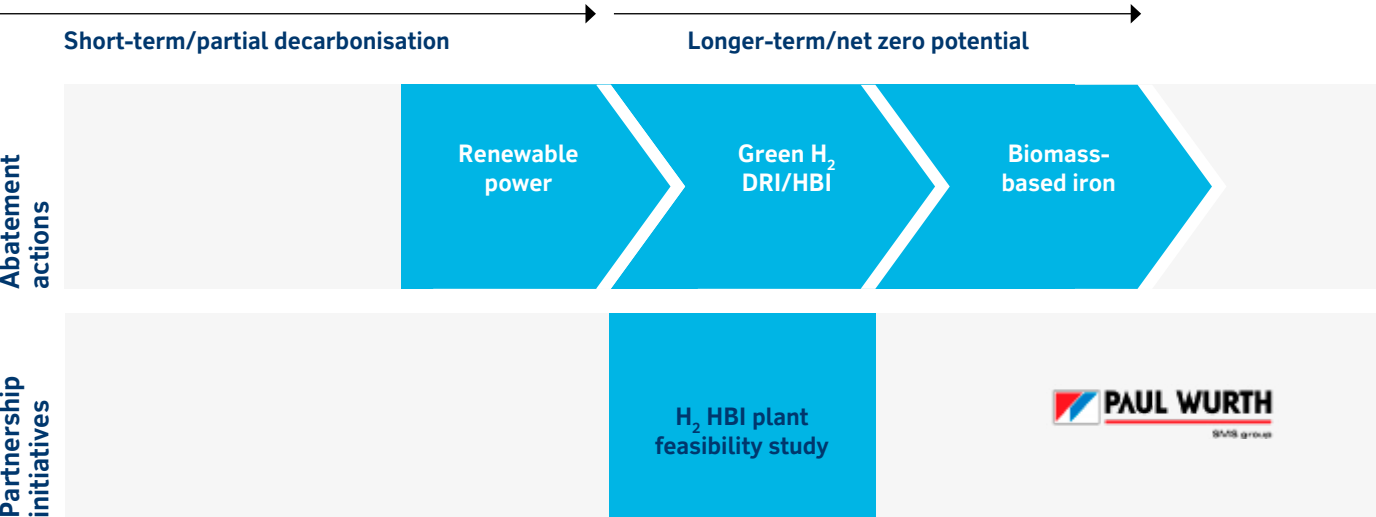 Short-term/partial decarbonisation
Longer-term/net zero potential
Abatement
actions
Renewable
power
Green H₂
DRI/HBI
Biomass-
based iron
Partnership
initiatives
H₂ HBI plant
feasibility study
PAUL WURTH
SMS group